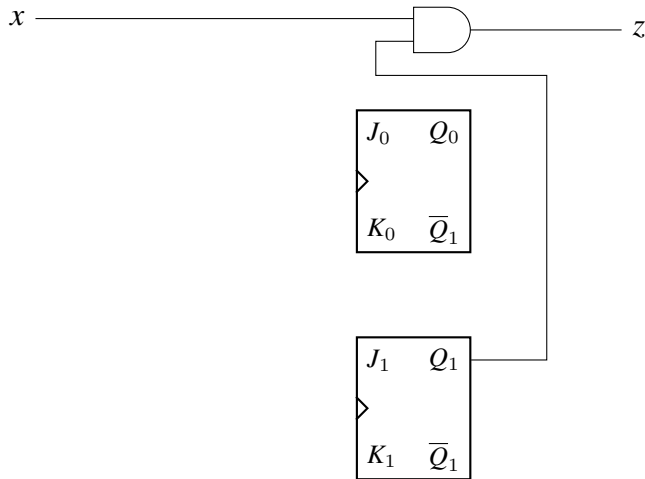 x
z
J₀ Q₀
K₀ Q̅₁
J₁ Q₁
K₁ Q̅₁